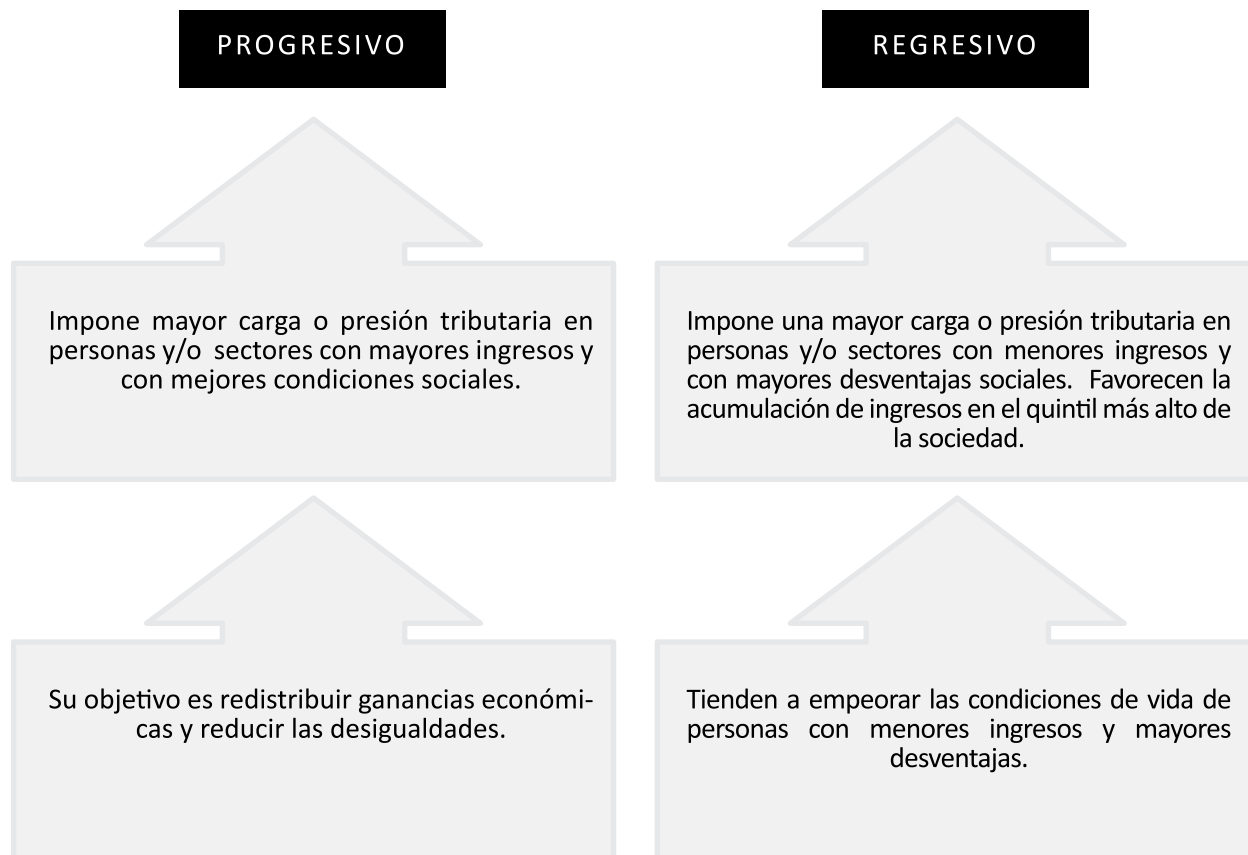 PROGRESIVO
Impone mayor carga o presión tributaria en
personas y/o sectores con mayores ingresos y
con mejores condiciones sociales.
Su objetivo es redistribuir ganancias económi-
cas y reducir las desigualdades.
REGRESIVO
Impone una mayor carga o presión tributaria en
personas y/o sectores con menores ingresos y
con mayores desventajas sociales. Favorecen la
acumulación de ingresos en el quintil más alto de
la sociedad.
Tienden a empeorar las condiciones de vida de
personas con menores ingresos y mayores
desventajas.